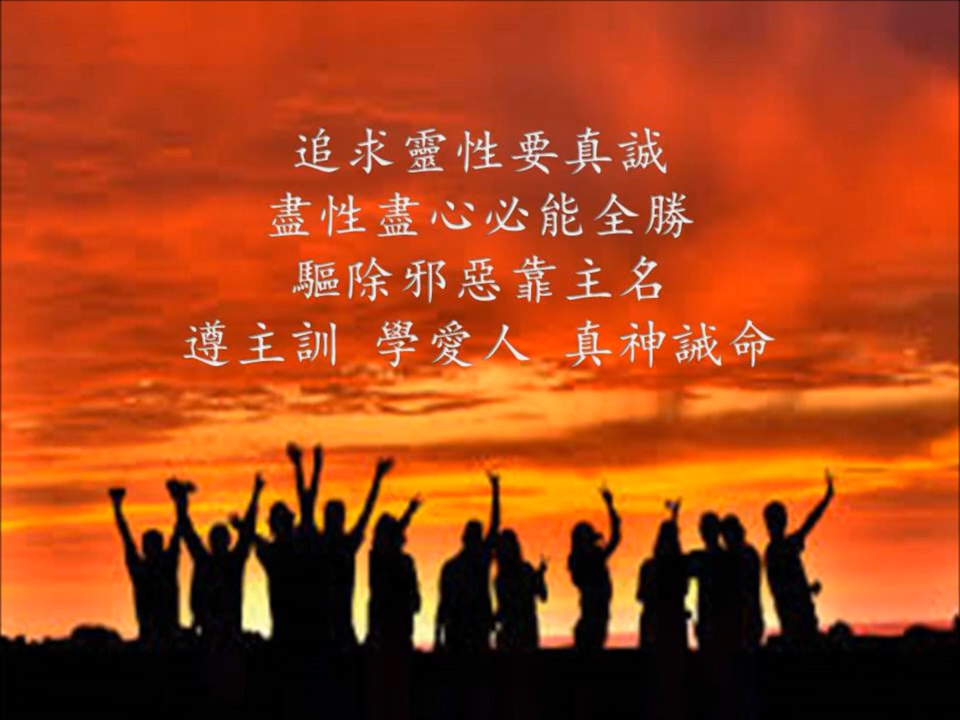 追求靈性要真誠
盡性盡心必能全勝
驅除邪惡靠主名
遵主訓 學愛人 真神誡命